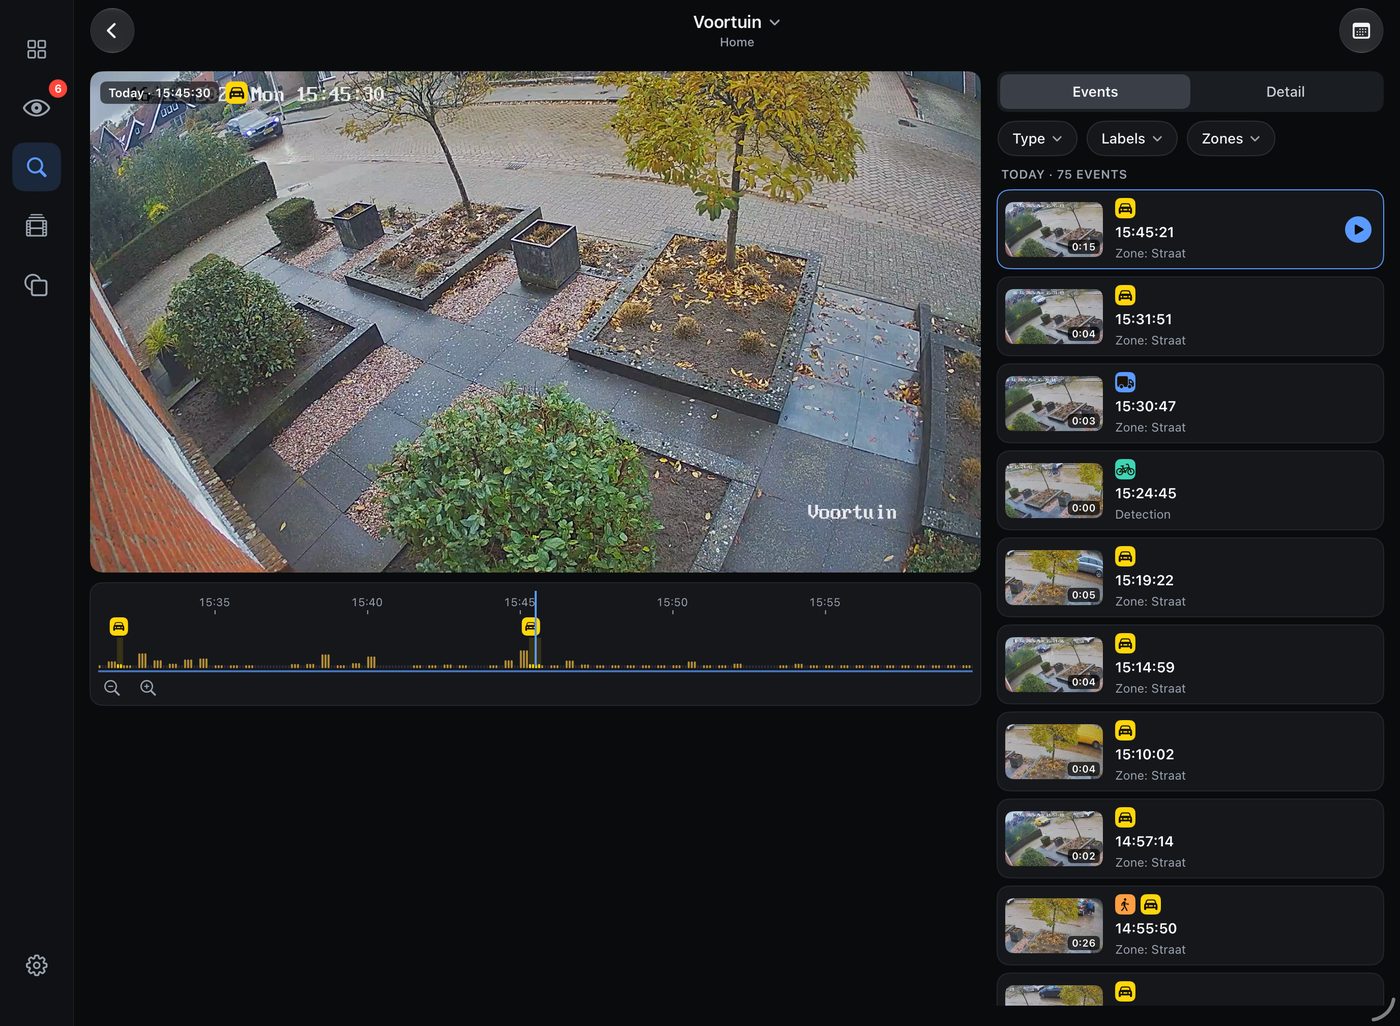 Voortuin
Home
6
Today · 15:45:30
Mon 15:45:30
Voortuin
15:35
15:40
15:45
15:50
15:55
Events
Detail
Type
Labels
Zones
TODAY · 75 EVENTS
0:15
15:45:21
Zone: Straat
0:04
15:31:51
Zone: Straat
0:03
15:30:47
Zone: Straat
0:00
15:24:45
Detection
0:05
15:19:22
Zone: Straat
0:04
15:14:59
Zone: Straat
0:04
15:10:02
Zone: Straat
0:02
14:57:14
Zone: Straat
0:26
14:55:50
Zone: Straat